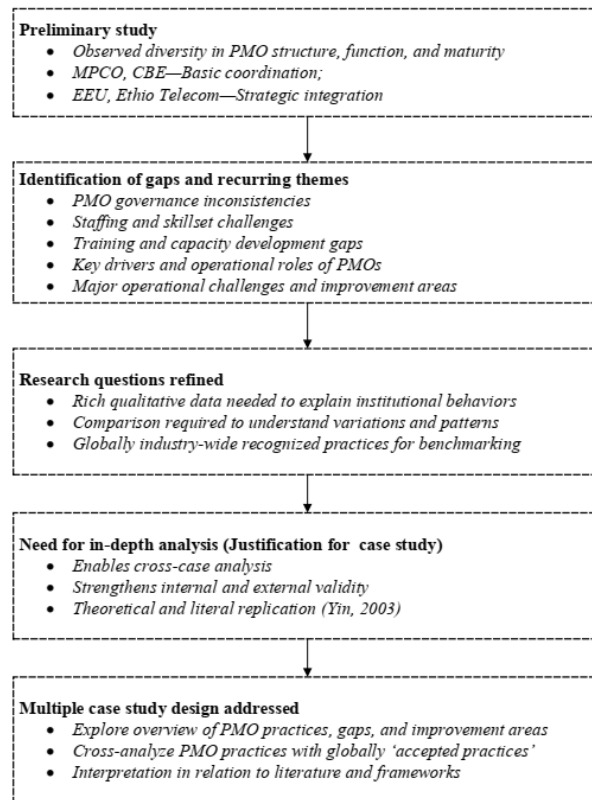 Preliminary study
• Observed diversity in PMO structure, function, and maturity
• MPCO, CBE—Basic coordination;
• EEU, Ethio Telecom—Strategic integration
Identification of gaps and recurring themes
• PMO governance inconsistencies
• Staffing and skillset challenges
• Training and capacity development gaps
• Key drivers and operational roles of PMOs
• Major operational challenges and improvement areas
Research questions refined
• Rich qualitative data needed to explain institutional behaviors
• Comparison required to understand variations and patterns
• Globally industry-wide recognized practices for benchmarking
Need for in-depth analysis (Justification for case study)
• Enables cross-case analysis
• Strengthens internal and external validity
• Theoretical and literal replication (Yin, 2003)
Multiple case study design addressed
• Explore overview of PMO practices, gaps, and improvement areas
• Cross-analyze PMO practices with globally ‘accepted practices’
• Interpretation in relation to literature and frameworks